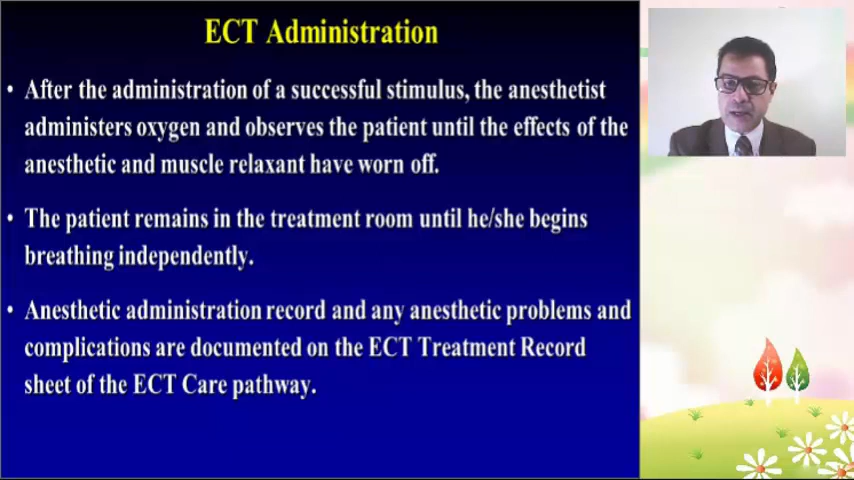 ECT Administration
• After the administration of a successful stimulus, the anesthetist
administers oxygen and observes the patient until the effects of the
anesthetic and muscle relaxant have worn off.
• The patient remains in the treatment room until he/she begins
breathing independently.
• Anesthetic administration record and any anesthetic problems and
complications are documented on the ECT Treatment Record
sheet of the ECT Care pathway.